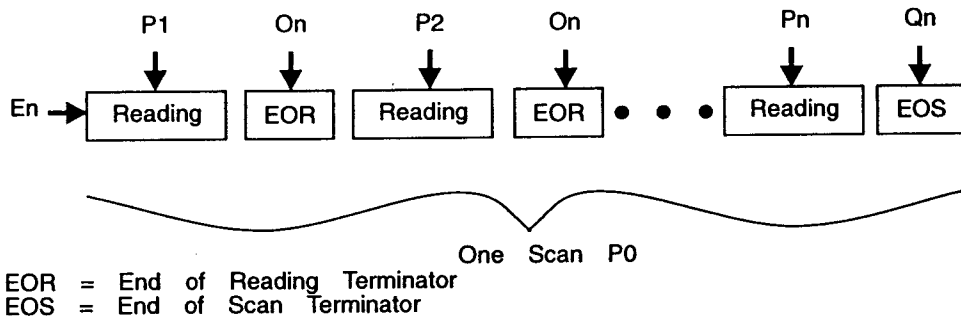 P1 On P2 On Pn Qn
En Reading EOR Reading EOR Reading EOS
One Scan P0
EOR = End of Reading Terminator
EOS = End of Scan Terminator